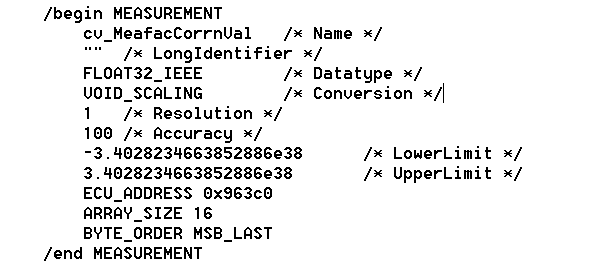 /begin MEASUREMENT
cv_MeafacCorrnVal /* Name */
"" /* LongIdentifier */
FLOAT32_IEEE /* Datatype */
VOID_SCALING /* Conversion */
1 /* Resolution */
100 /* Accuracy */
-3.4028234663852886e38 /* LowerLimit */
3.4028234663852886e38 /* UpperLimit */
ECU_ADDRESS 0x963c0
ARRAY_SIZE 16
BYTE_ORDER MSB_LAST
/end MEASUREMENT